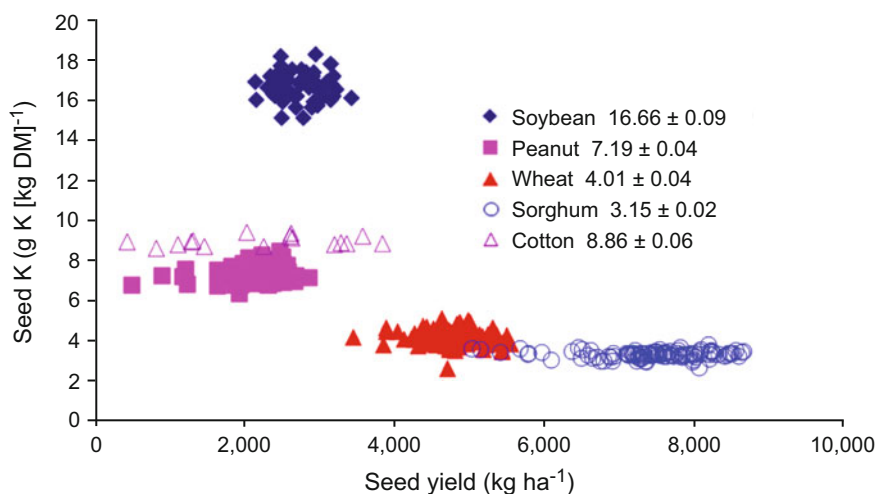 20
18
16
14
12
10
8
6
4
2
0
Seed K (g K [kg DM]-1)
Soybean 16.66 ± 0.09
Peanut 7.19 ± 0.04
Wheat 4.01 ± 0.04
Sorghum 3.15 ± 0.02
Cotton 8.86 ± 0.06
0 2,000 4,000 6,000 8,000 10,000
Seed yield (kg ha-1)